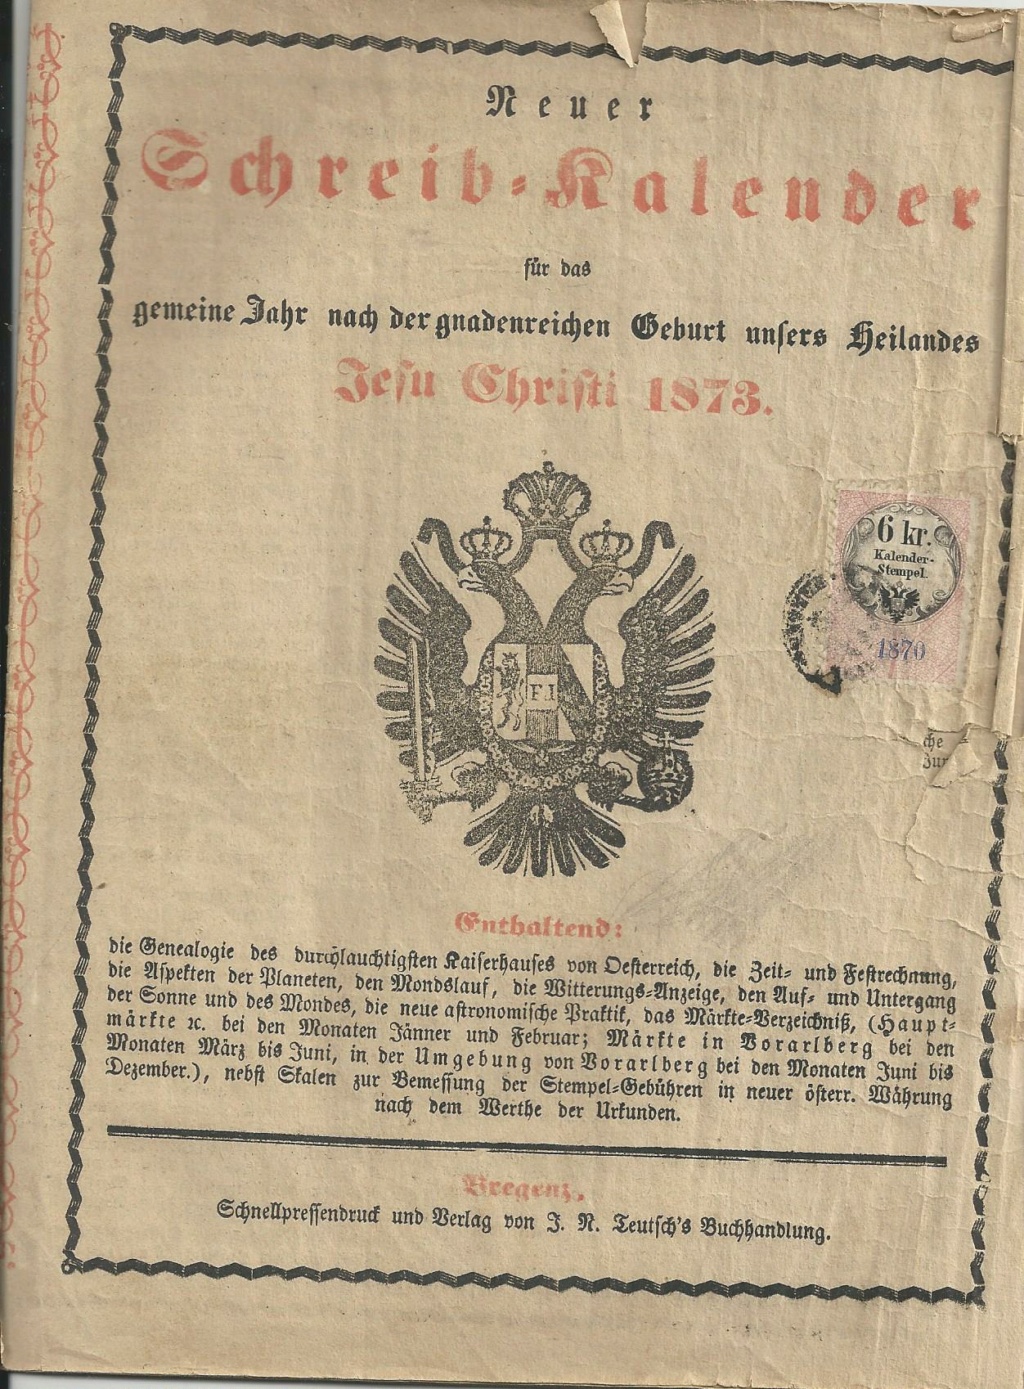 Neuer
Schreib-Kalender
für das
gemeine Jahr nach der gnadenreichen Geburt unsers Heilandes
Jesu Christi 1873.
6 kr.
Kalender-
Stempel.
1870
F.J
che
Jun
Enthaltend:
die Genealogie des durchlauchtigsten Kaiserhauses von Oesterreich, die Zeit- und Festrechnung,
die Aspekten der Planeten, den Mondslauf, die Witterungs-Anzeige, den Auf- und Untergang
der Sonne und des Mondes, die neue astronomische Praktik, das Märkte-Verzeichniß, (Haupt-
märkte ꝛc. bei den Monaten Jänner und Februar; Märkte in Vorarlberg bei den
Monaten März bis Juni, in der Umgebung von Vorarlberg bei den Monaten Juni bis
Dezember.), nebst Skalen zur Bemessung der Stempel-Gebühren in neuer österr. Währung
nach dem Werthe der Urkunden.
Bregenz.
Schnellpressendruck und Verlag von J. N. Teutsch's Buchhandlung.